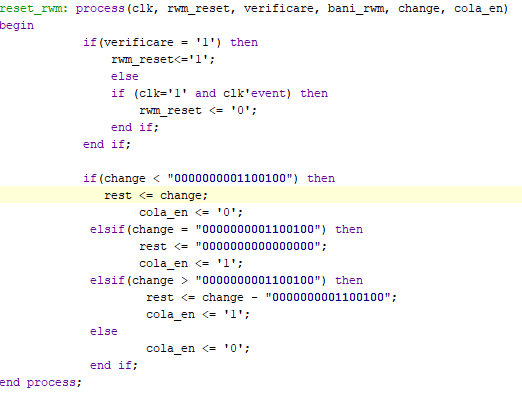 reset_rwm: process(clk, rwm_reset, verificare, bani_rwm, change, cola_en)
begin
            if(verificare = '1') then
                rwm_reset<='1';
                else
                if (clk='1' and clk'event) then
                    rwm_reset <= '0';
                end if;
            end if;

            if(change < "0000000001100100") then
               rest <= change;
                    cola_en <= '0';
             elsif(change = "0000000001100100") then
                    rest <= "0000000000000000";
                    cola_en <= '1';
             elsif(change > "0000000001100100") then
                     rest <= change - "0000000001100100";
                     cola_en <= '1';
             else
                     cola_en <= '0';
             end if;
end process;